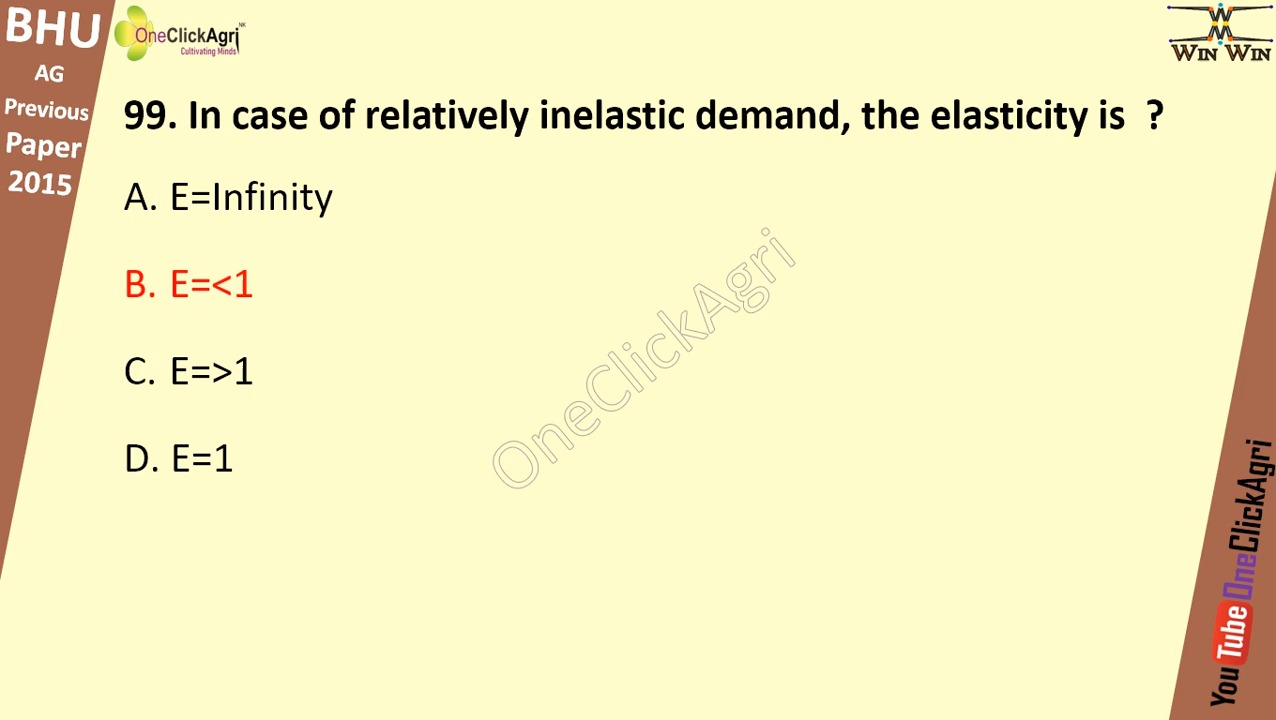 BHU
AG
Previous
Paper
2015
OneClickAgri NK
Cultivating Minds
WIN WIN
99. In case of relatively inelastic demand, the elasticity is ?
A. E=Infinity
B. E=<1
C. E=>1
D. E=1
OneClickAgri
YouTube OneClickAgri